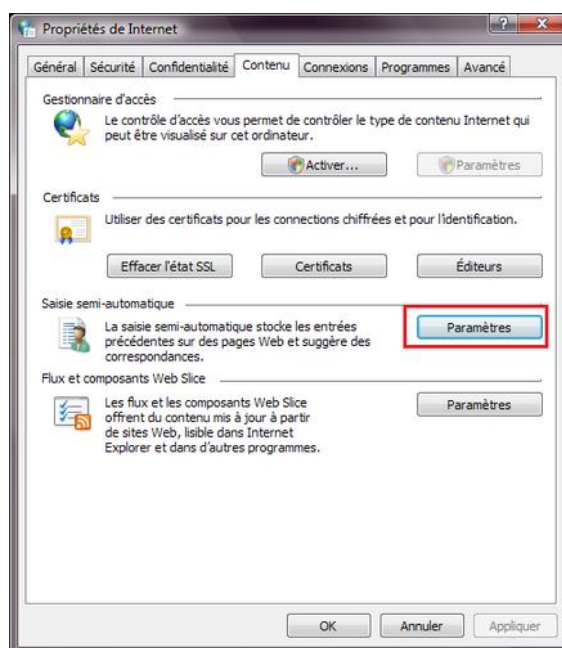 Propriétés de Internet
Général Sécurité Confidentialité Contenu Connexions Programmes Avancé
Gestionnaire d'accès
Le contrôle d'accès vous permet de contrôler le type de contenu Internet qui
peut être visualisé sur cet ordinateur.
Activer... Paramètres
Certificats
Utiliser des certificats pour les connections chiffrées et pour l'identification.
Effacer l'état SSL Certificats Éditeurs
Saisie semi-automatique
La saisie semi-automatique stocke les entrées
précédentes sur des pages Web et suggère des
correspondances.
Paramètres
Flux et composants Web Slice
Les flux et les composants Web Slice
offrent du contenu mis à jour à partir
de sites Web, lisible dans Internet
Explorer et dans d'autres programmes.
Paramètres
OK Annuler Appliquer